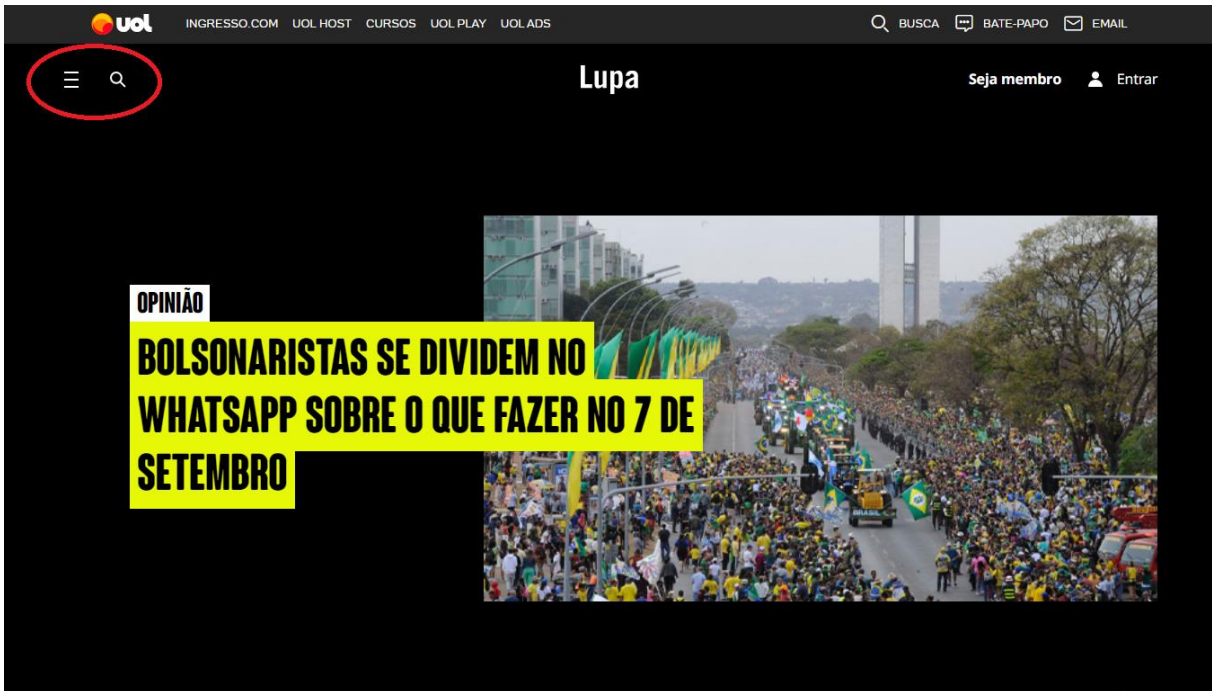 uol INGRESSO.COM UOL HOST CURSOS UOL PLAY UOL ADS BUSCA BATE-PAPO EMAIL
Lupa Seja membro Entrar
OPINIÃO
BOLSONARISTAS SE DIVIDEM NO
WHATSAPP SOBRE O QUE FAZER NO 7 DE
SETEMBRO
BRASIL